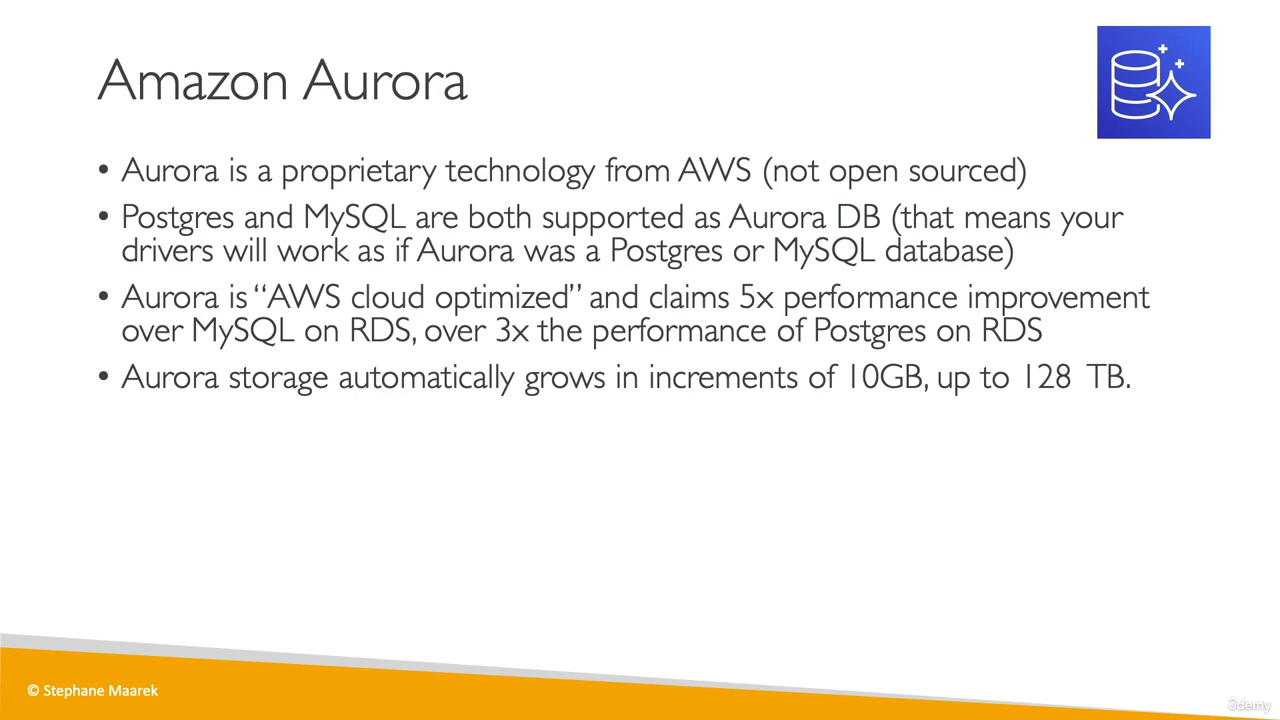 Amazon Aurora
• Aurora is a proprietary technology from AWS (not open sourced)
• Postgres and MySQL are both supported as Aurora DB (that means your
drivers will work as if Aurora was a Postgres or MySQL database)
• Aurora is “AWS cloud optimized” and claims 5x performance improvement
over MySQL on RDS, over 3x the performance of Postgres on RDS
• Aurora storage automatically grows in increments of 10GB, up to 128 TB.
© Stephane Maarek
ûdemy